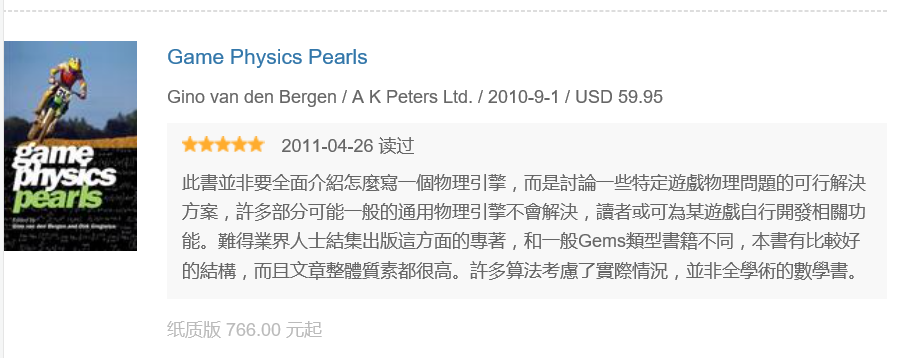 Game Physics Pearls
Gino van den Bergen / A K Peters Ltd. / 2010-9-1 / USD 59.95
2011-04-26 读过
此書並非要全面介紹怎麼寫一個物理引擎，而是討論一些特定遊戲物理問題的可行解決
方案，許多部分可能一般的通用物理引擎不會解決，讀者或可為某遊戲自行開發相關功
能。難得業界人士結集出版這方面的專著，和一般Gems類型書籍不同，本書有比較好
的結構，而且文章整體質素都很高。許多算法考慮了實際情況，並非全學術的數學書。
纸质版 766.00 元起
game
physics
pearls
Edited by
Gino van den Bergen and Dirk Gregorius